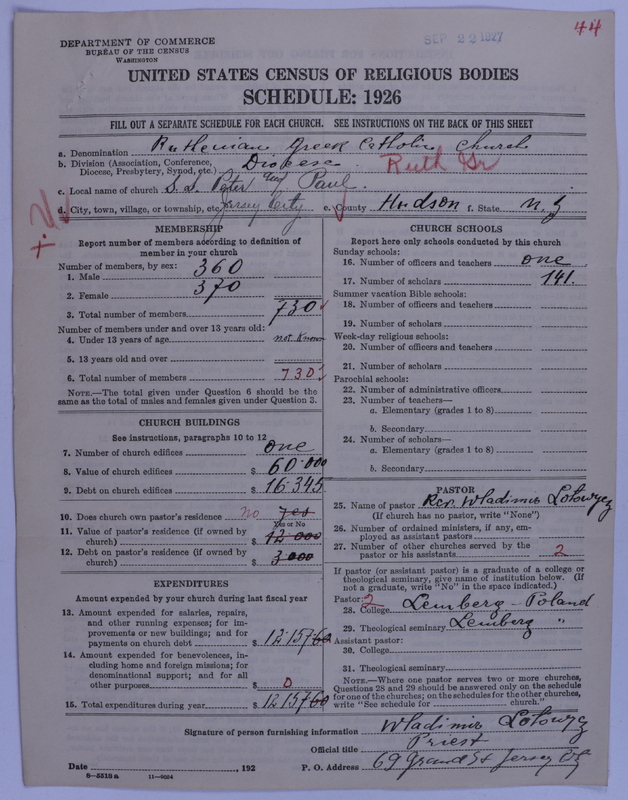 44
SEP 22 1927
DEPARTMENT OF COMMERCE
BUREAU OF THE CENSUS
WASHINGTON
UNITED STATES CENSUS OF RELIGIOUS BODIES
SCHEDULE: 1926
FILL OUT A SEPARATE SCHEDULE FOR EACH CHURCH. SEE INSTRUCTIONS ON THE BACK OF THIS SHEET
a. Denomination Ruthenian Greek Catholic Church
b. Division (Association, Conference, Diocese, Presbytery, Synod, etc.) Diocese Ruth Gr
c. Local name of church S.S. Peter and Paul.
d. City, town, village, or township, etc. Jersey City e. County Hudson f. State N.J
MEMBERSHIP
Report number of members according to definition of member in your church
Number of members, by sex:
1. Male 360
2. Female 370
3. Total number of members 730
Number of members under and over 13 years old:
4. Under 13 years of age not Known
5. 13 years old and over
6. Total number of members 730
NOTE.—The total given under Question 6 should be the
same as the total of males and females given under Question 3.
CHURCH BUILDINGS
See instructions, paragraphs 10 to 12
7. Number of church edifices one
8. Value of church edifices $ 60.000
9. Debt on church edifices $ 16.345
10. Does church own pastor's residence? No yes
Yes or No
11. Value of pastor's residence (if owned by church) $ 12000
12. Debt on pastor's residence (if owned by church) $ 3000
EXPENDITURES
Amount expended by your church during last fiscal year
13. Amount expended for salaries, repairs,
and other running expenses; for im-
provements or new buildings; and for
payments on church debt $ 12.157 60
14. Amount expended for benevolences, in-
cluding home and foreign missions; for
denominational support; and for all
other purposes $ 0
15. Total expenditures during year $ 12157 60
CHURCH SCHOOLS
Report here only schools conducted by this church
Sunday schools:
16. Number of officers and teachers one
17. Number of scholars 141.
Summer vacation Bible schools:
18. Number of officers and teachers
19. Number of scholars
Week-day religious schools:
20. Number of officers and teachers
21. Number of scholars
Parochial schools:
22. Number of administrative officers
23. Number of teachers—
a. Elementary (grades 1 to 8)
b. Secondary
24. Number of scholars—
a. Elementary (grades 1 to 8)
b. Secondary
PASTOR
25. Name of pastor Rev. Wladimir Lotowycz
(If church has no pastor, write "None")
26. Number of ordained ministers, if any, em-
ployed as assistant pastors
27. Number of other churches served by the
pastor or his assistants 2
If pastor (or assistant pastor) is a graduate of a college or
theological seminary, give name of institution below. (If
not a graduate, write "No" in the space indicated.)
Pastor: 2
28. College Lemberg - Poland
29. Theological seminary Lemberg "
Assistant pastor:
30. College
31. Theological seminary
NOTE.—Where one pastor serves two or more churches,
Questions 28 and 29 should be answered only on the schedule
for one of the churches; on the schedules for the other churches,
write "See schedule for church."
Signature of person furnishing information Wladimir Lotowycz
Official title Priest
Date , 192 P. O. Address 69 Grand St Jersey Ct
8—5518a 11—9034